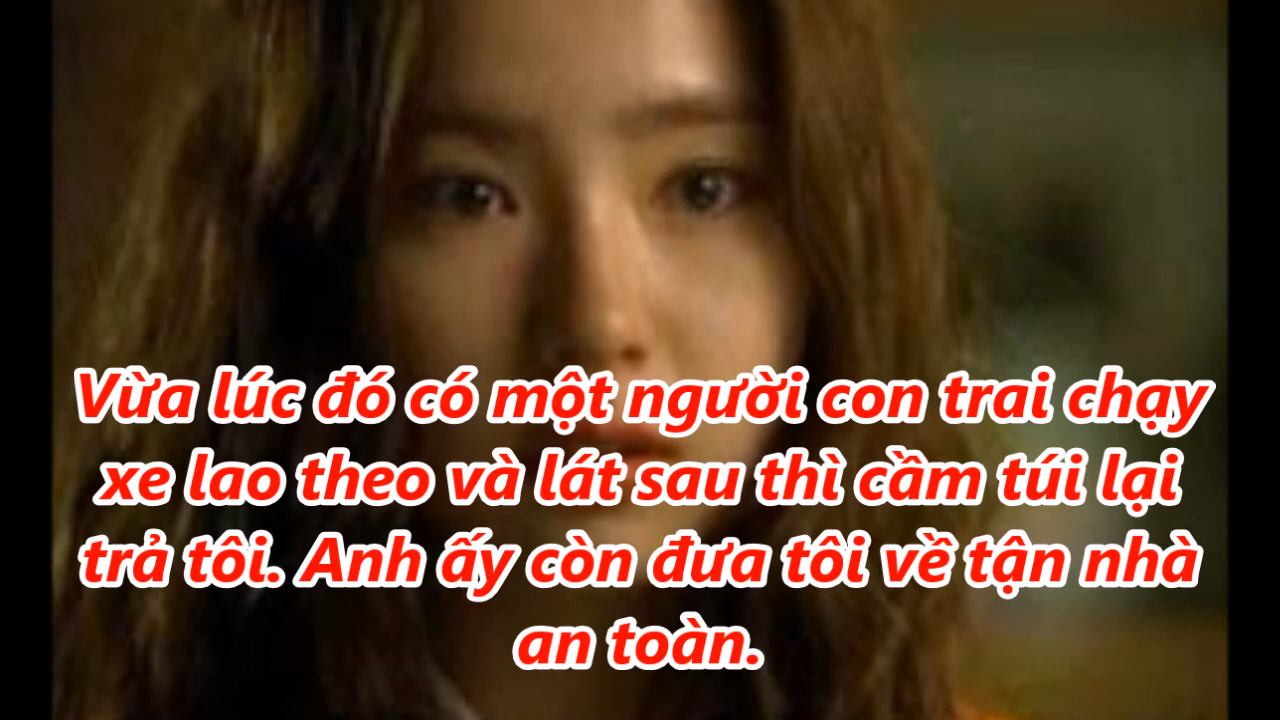 Vừa lúc đó có một người con trai chạy
xe lao theo và lát sau thì cầm túi lại
trả tôi. Anh ấy còn đưa tôi về tận nhà
an toàn.